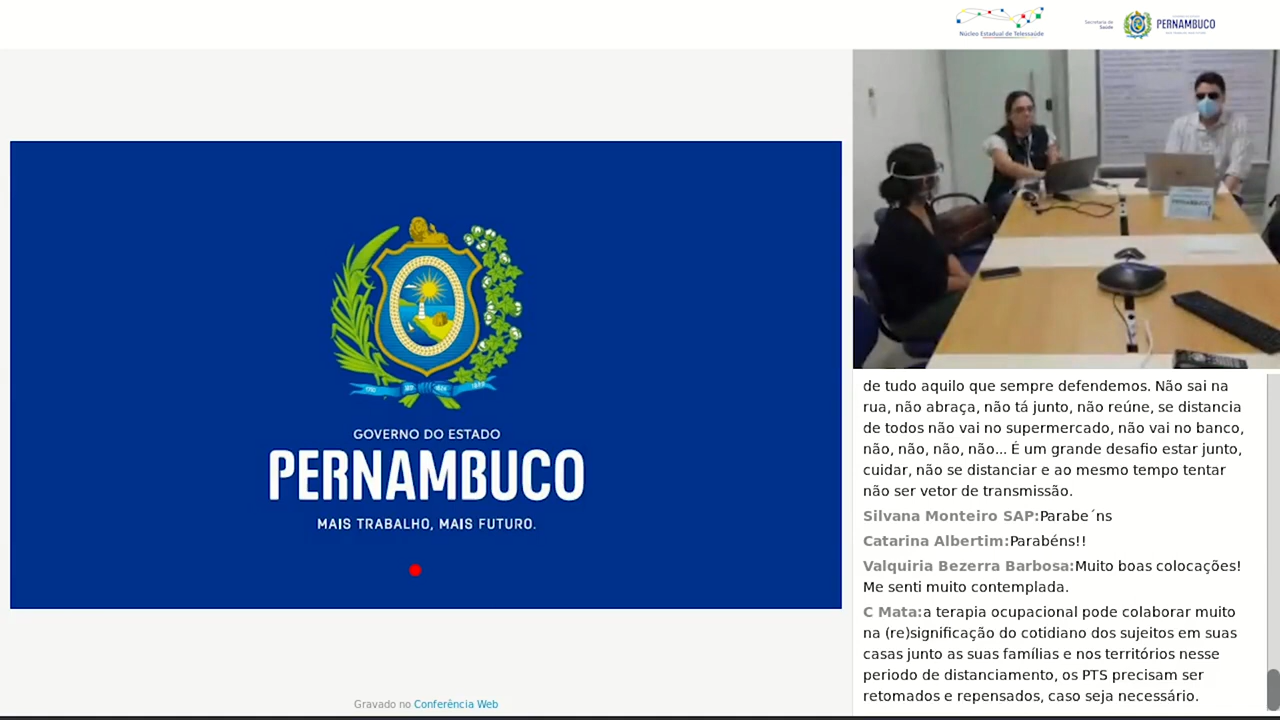 Núcleo Estadual de Telessaúde
Secretaria de
Saúde
PERNAMBUCO
GOVERNO DO ESTADO
PERNAMBUCO
MAIS TRABALHO, MAIS FUTURO.
Gravado no Conferência Web
de tudo aquilo que sempre defendemos. Não sai na
rua, não abraça, não tá junto, não reúne, se distancia
de todos não vai no supermercado, não vai no banco,
não, não, não, não... É um grande desafio estar junto,
cuidar, não se distanciar e ao mesmo tempo tentar
não ser vetor de transmissão.
Silvana Monteiro SAP:Parabe´ns
Catarina Albertim:Parabéns!!
Valquiria Bezerra Barbosa:Muito boas colocações!
Me senti muito contemplada.
C Mata:a terapia ocupacional pode colaborar muito
na (re)significação do cotidiano dos sujeitos em suas
casas junto as suas famílias e nos territórios nesse
periodo de distanciamento, os PTS precisam ser
retomados e repensados, caso seja necessário.